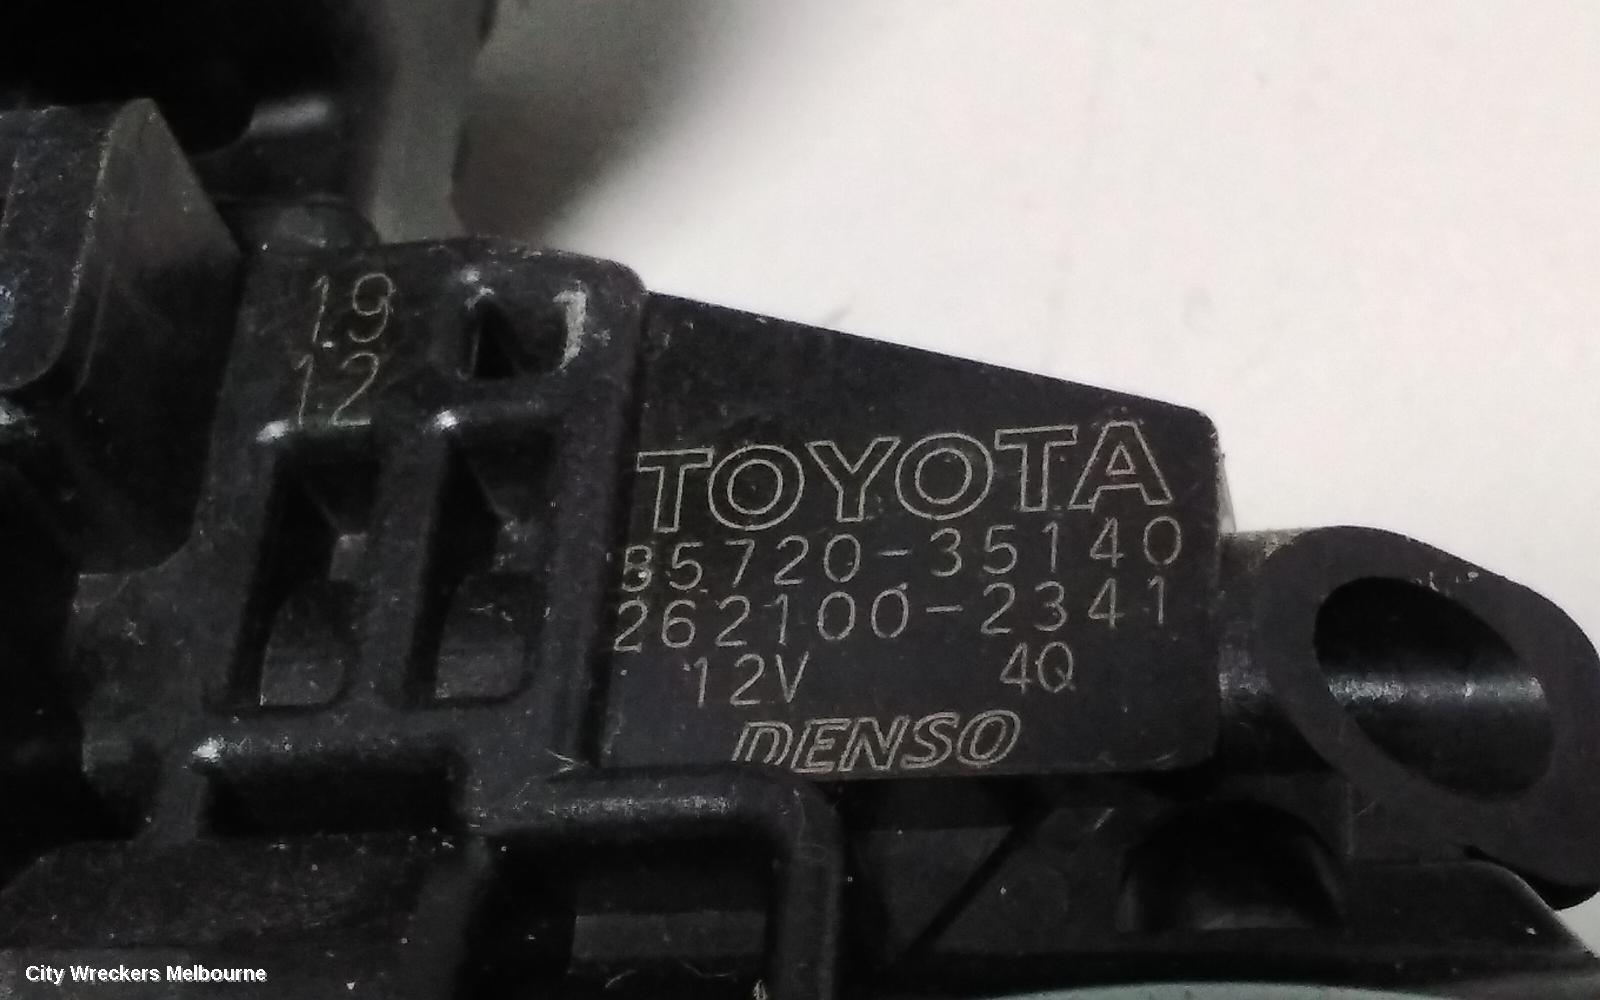 19
12
TOYOTA
85720-35140
262100-2341
12V 4Q
DENSO
City Wreckers Melbourne